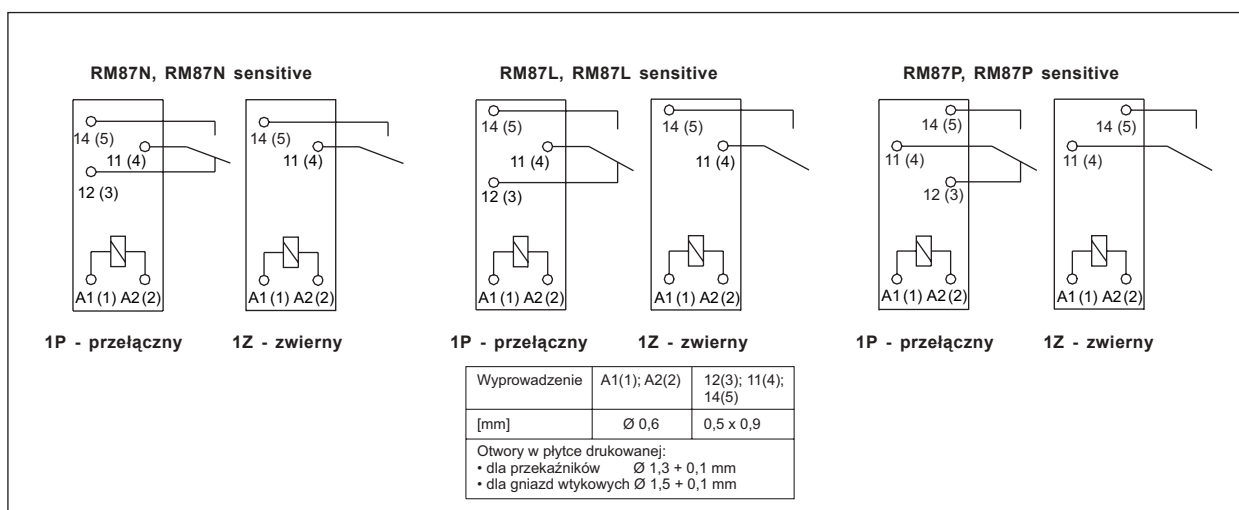 RM87N, RM87N sensitive
14 (5)
11 (4)
12 (3)
A1 (1) A2 (2)
1P - przełączny
14 (5)
11 (4)
A1 (1) A2 (2)
1Z - zwierny
RM87L, RM87L sensitive
14 (5)
11 (4)
12 (3)
A1 (1) A2 (2)
1P - przełączny
14 (5)
11 (4)
A1 (1) A2 (2)
1Z - zwierny
RM87P, RM87P sensitive
14 (5)
11 (4)
12 (3)
A1 (1) A2 (2)
1P - przełączny
14 (5)
11 (4)
A1 (1) A2 (2)
1Z - zwierny
Wyprowadzenie A1(1); A2(2) 12(3); 11(4);
14(5)
[mm] Ø 0,6 0,5 x 0,9
Otwory w płytce drukowanej:
• dla przekaźników Ø 1,3 + 0,1 mm
• dla gniazd wtykowych Ø 1,5 + 0,1 mm